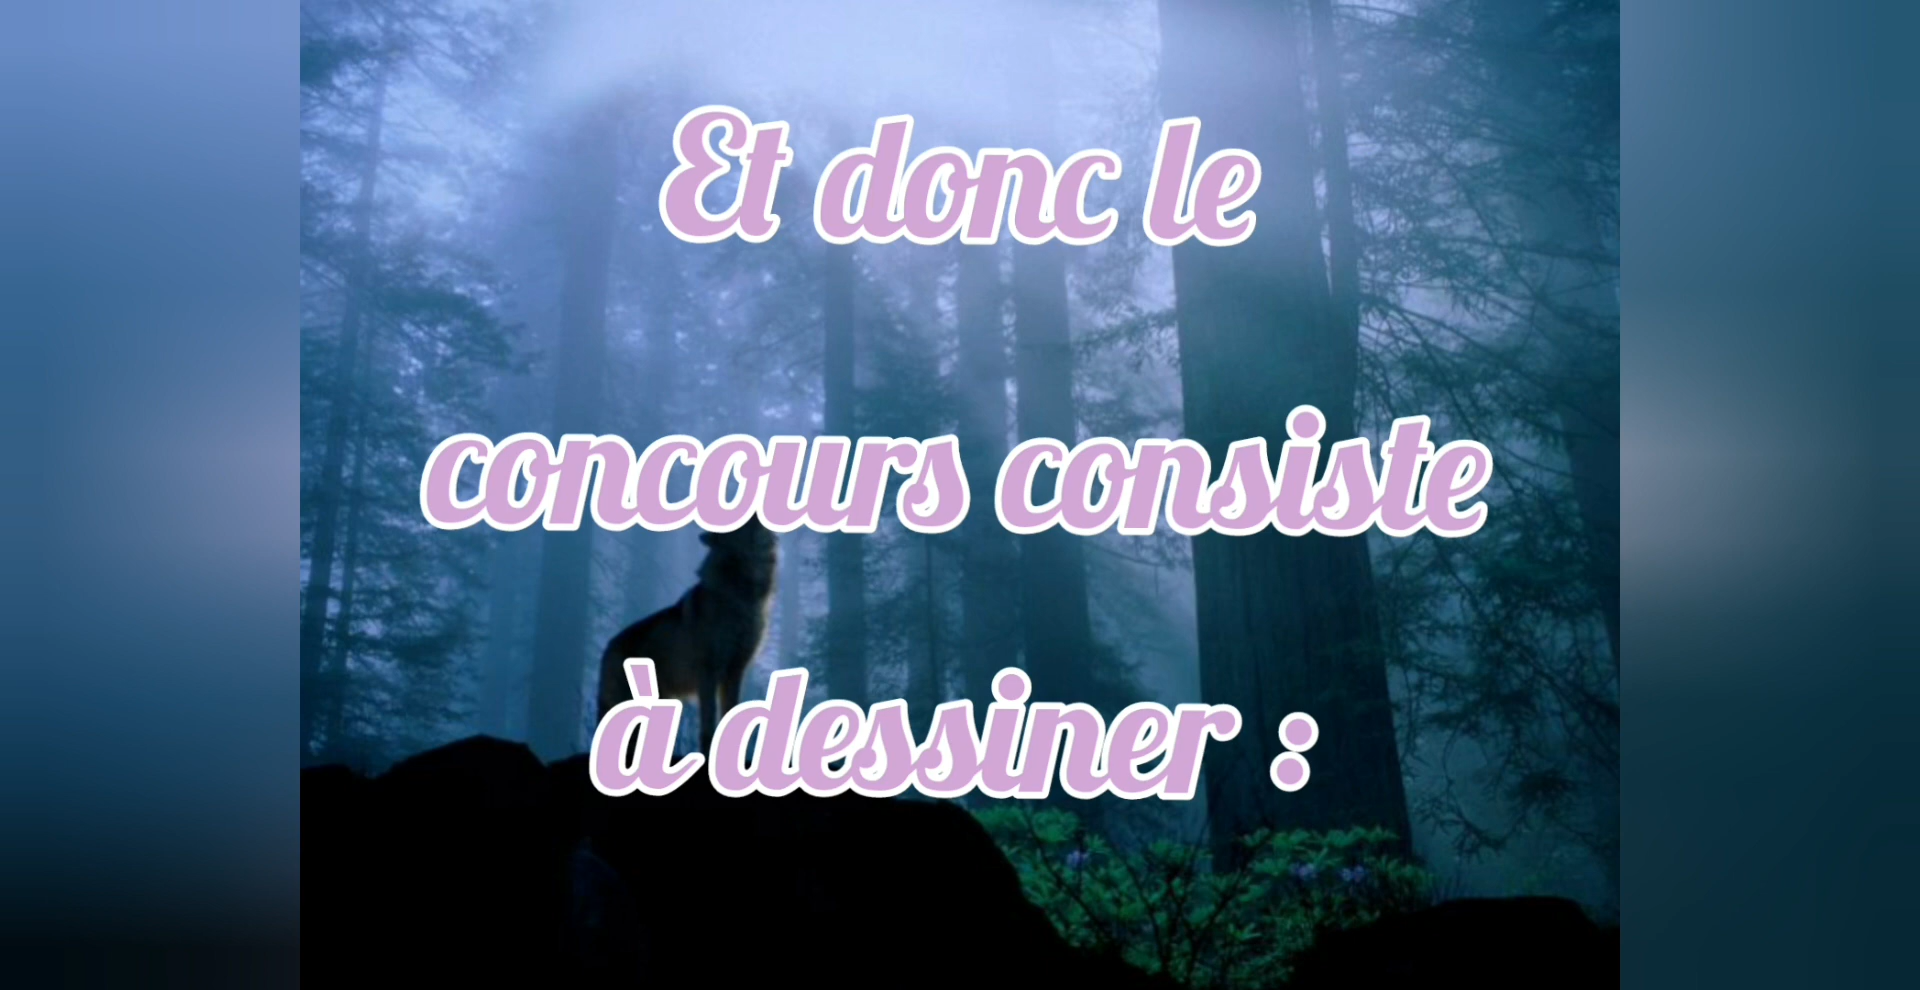 Et donc le
concours consiste
à dessiner :